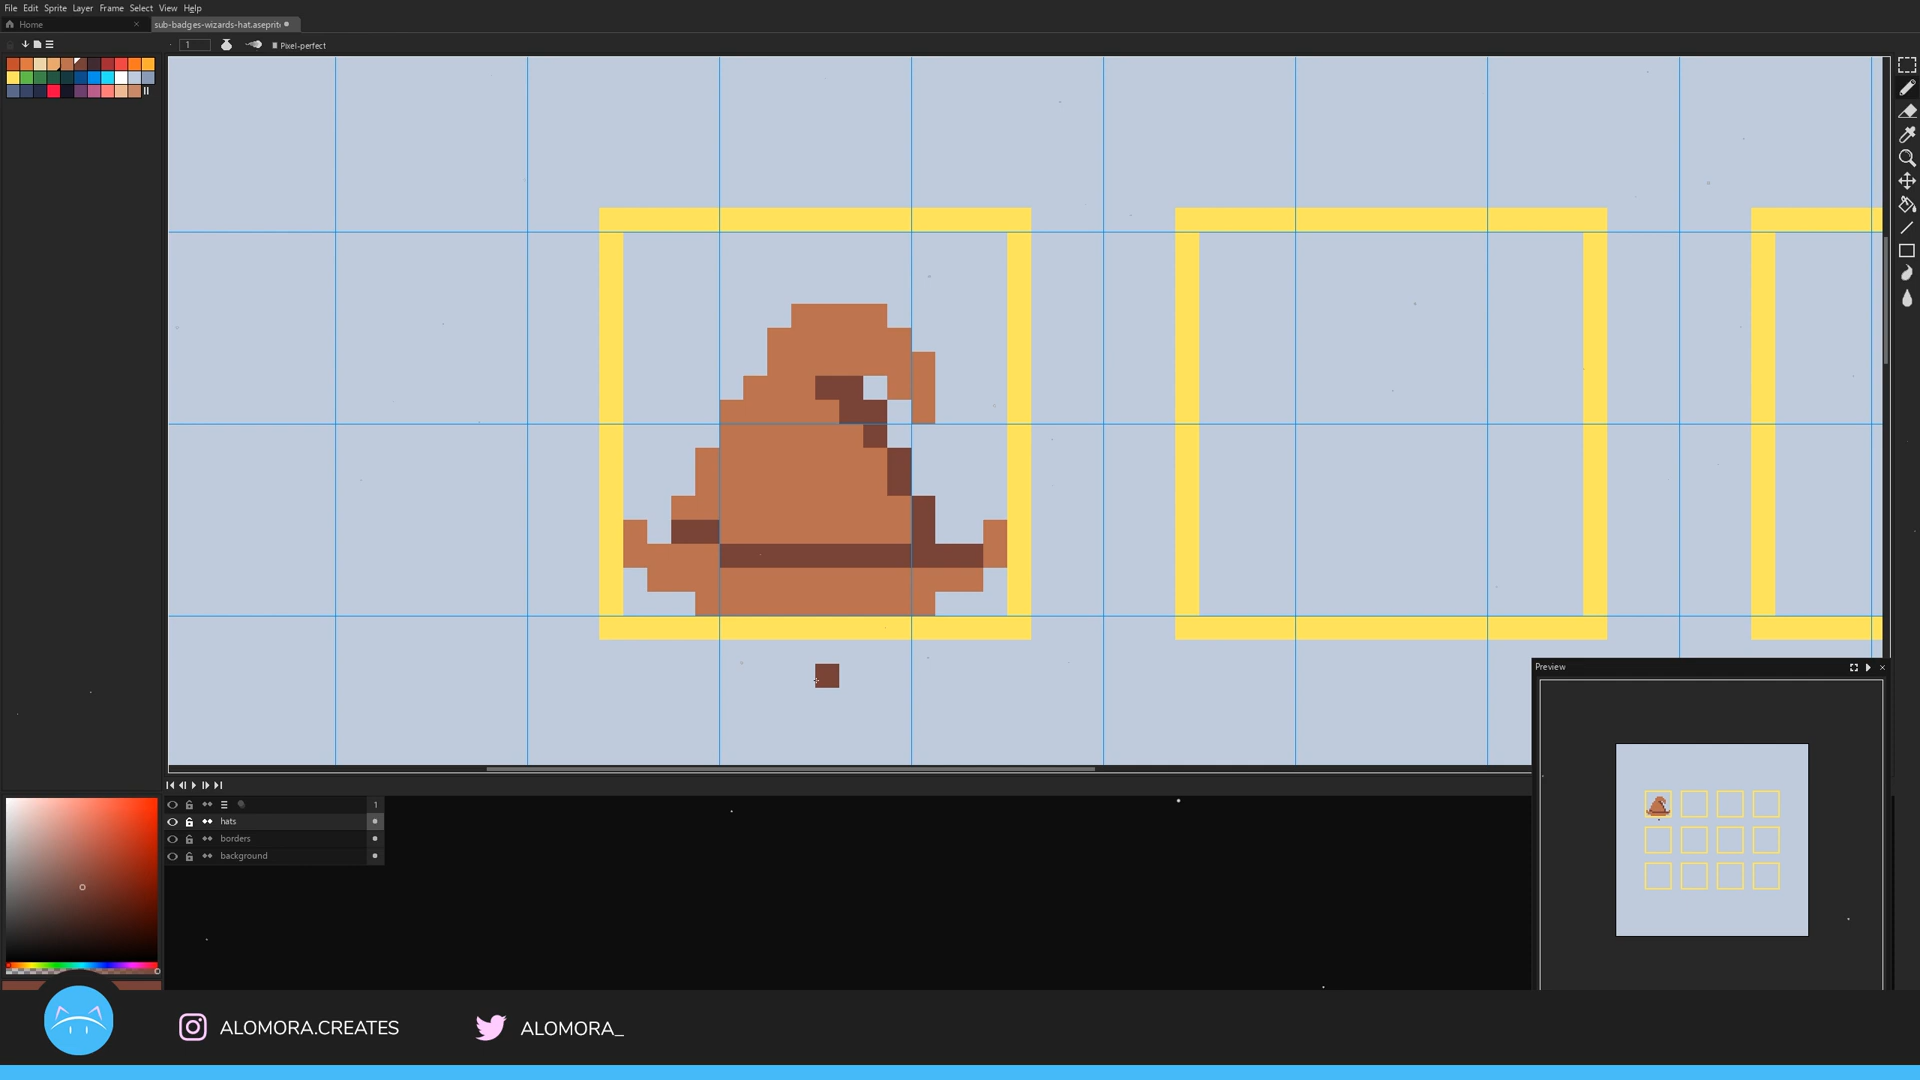 File Edit Sprite Layer Frame Select View Help
Home
sub-badges-wizards-hat.aseprit
1
Pixel-perfect
Preview
1
hats
borders
background
ALOMORA.CREATES
ALOMORA_